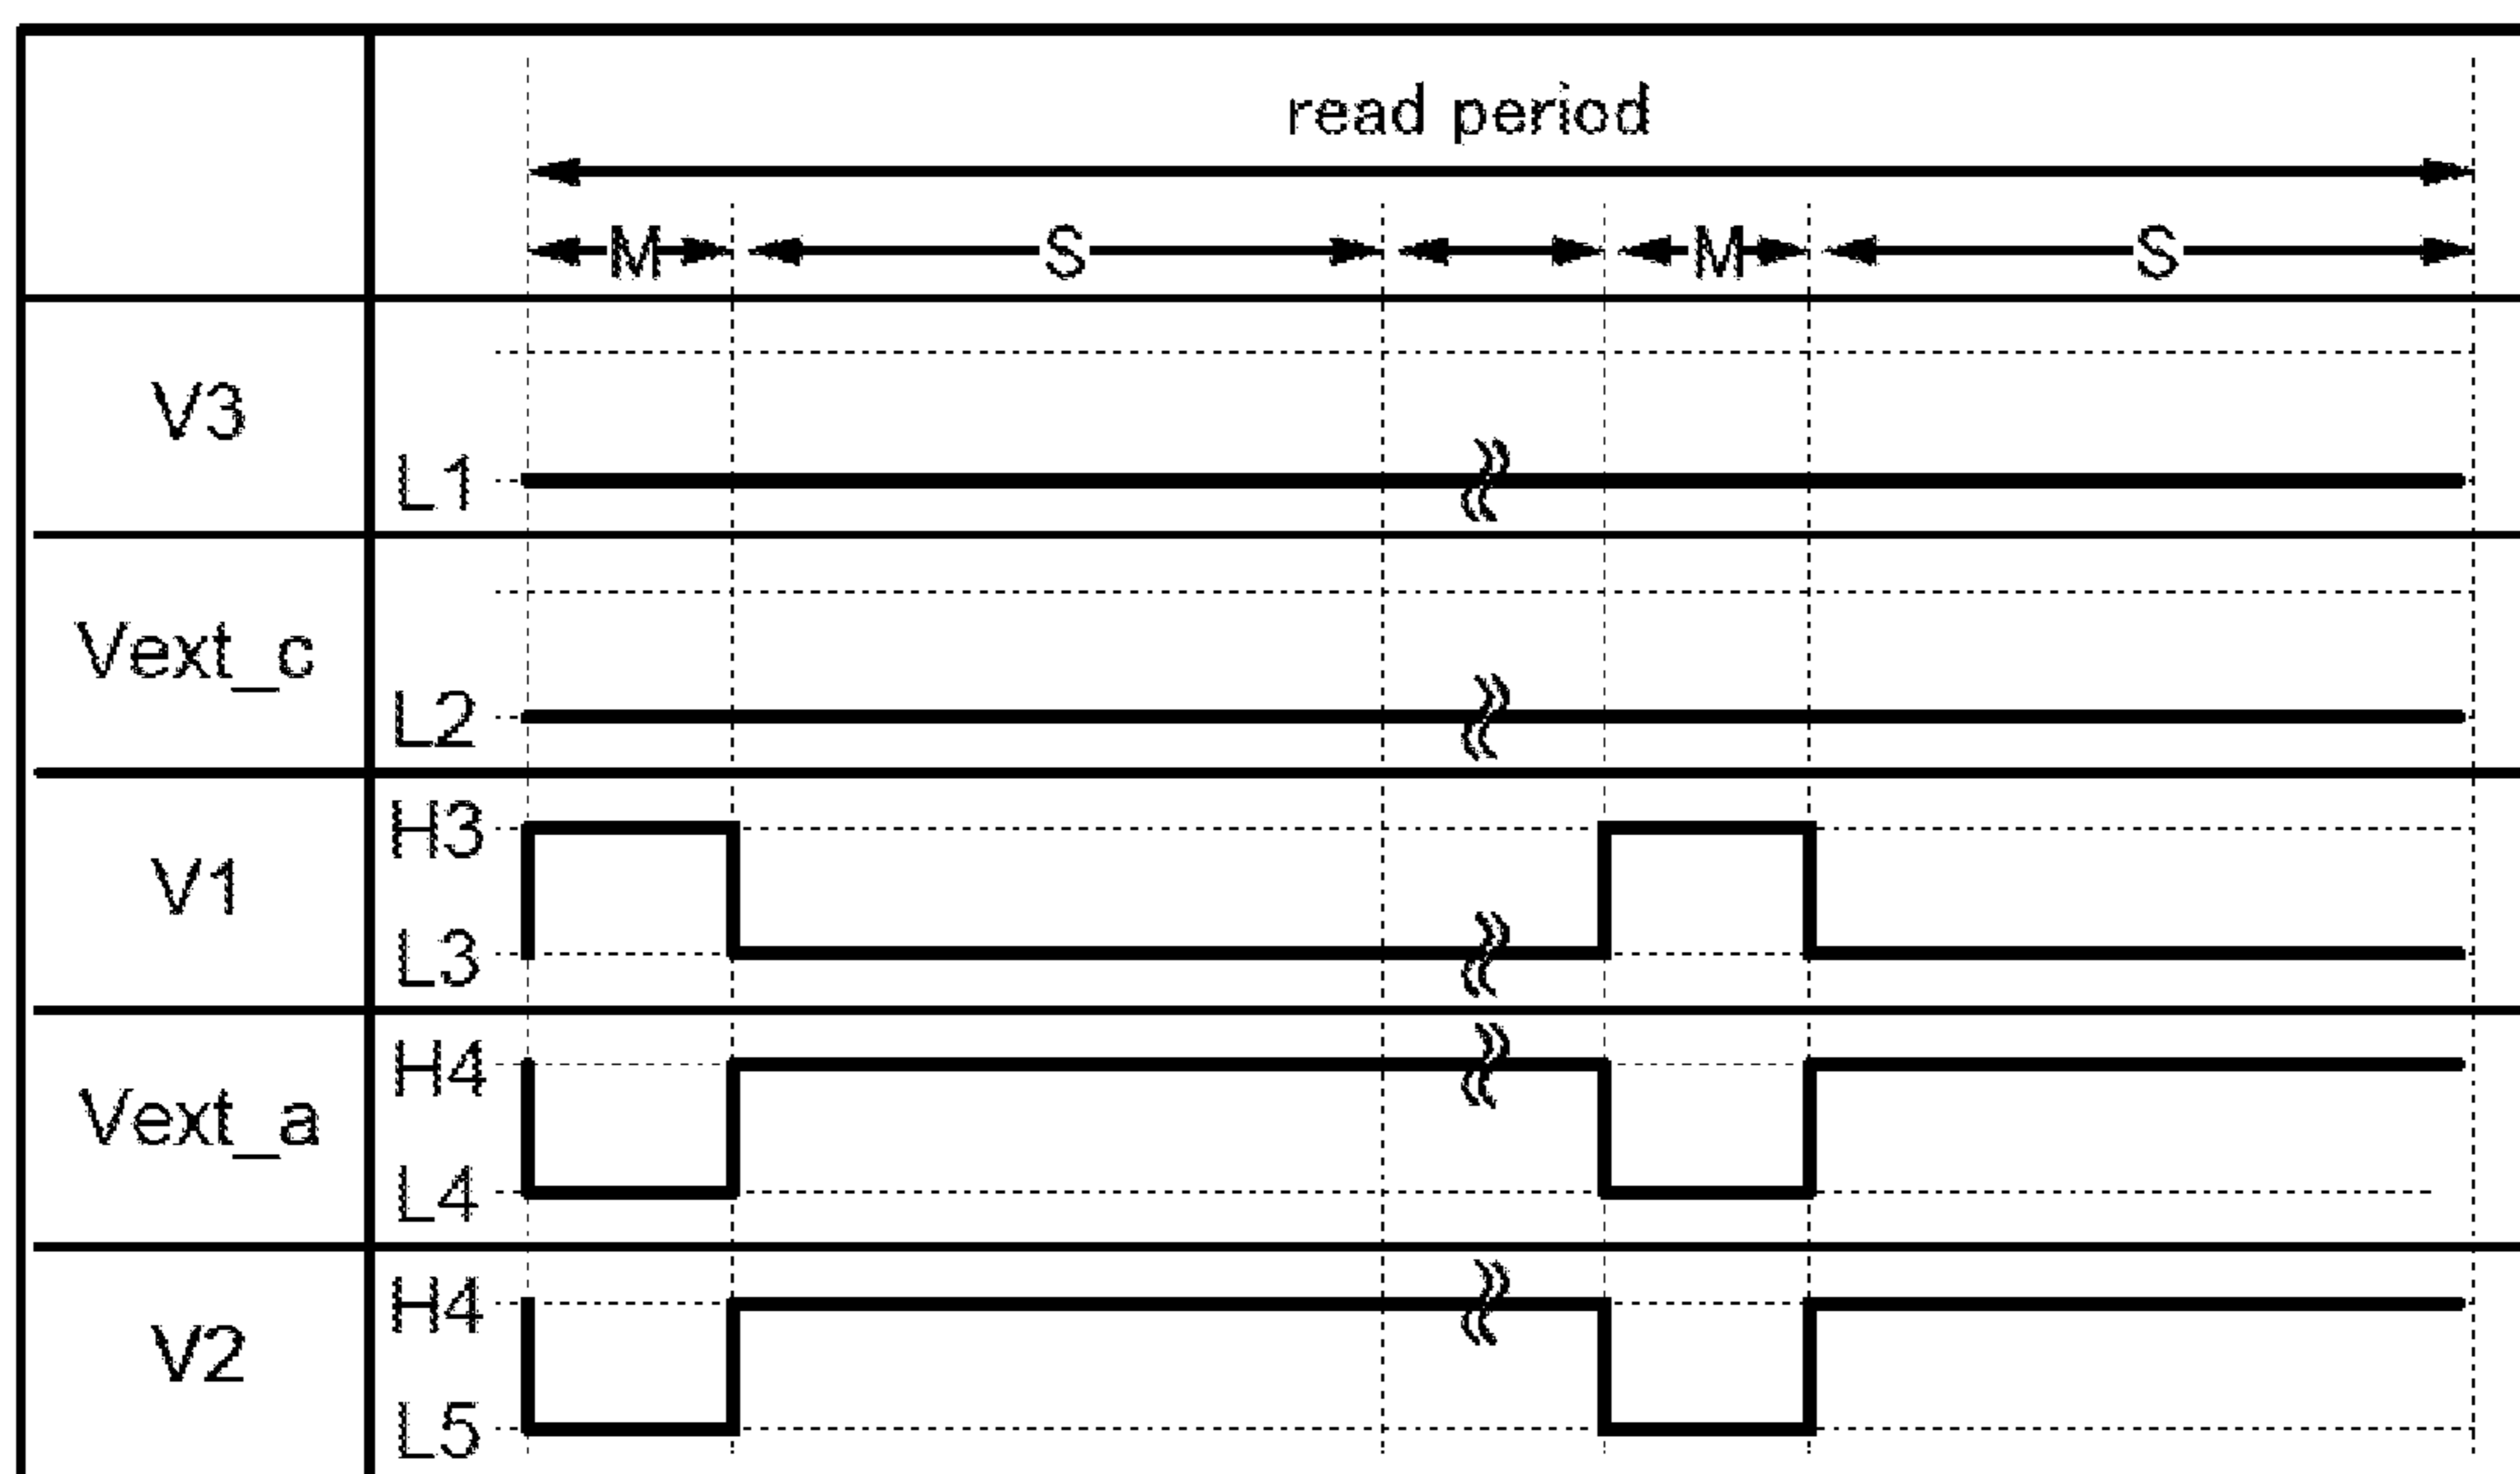 read period
M S M S
V3
L1
Vext_c
L2
V1
H3
L3
Vext_a
H4
L4
V2
H4
L5